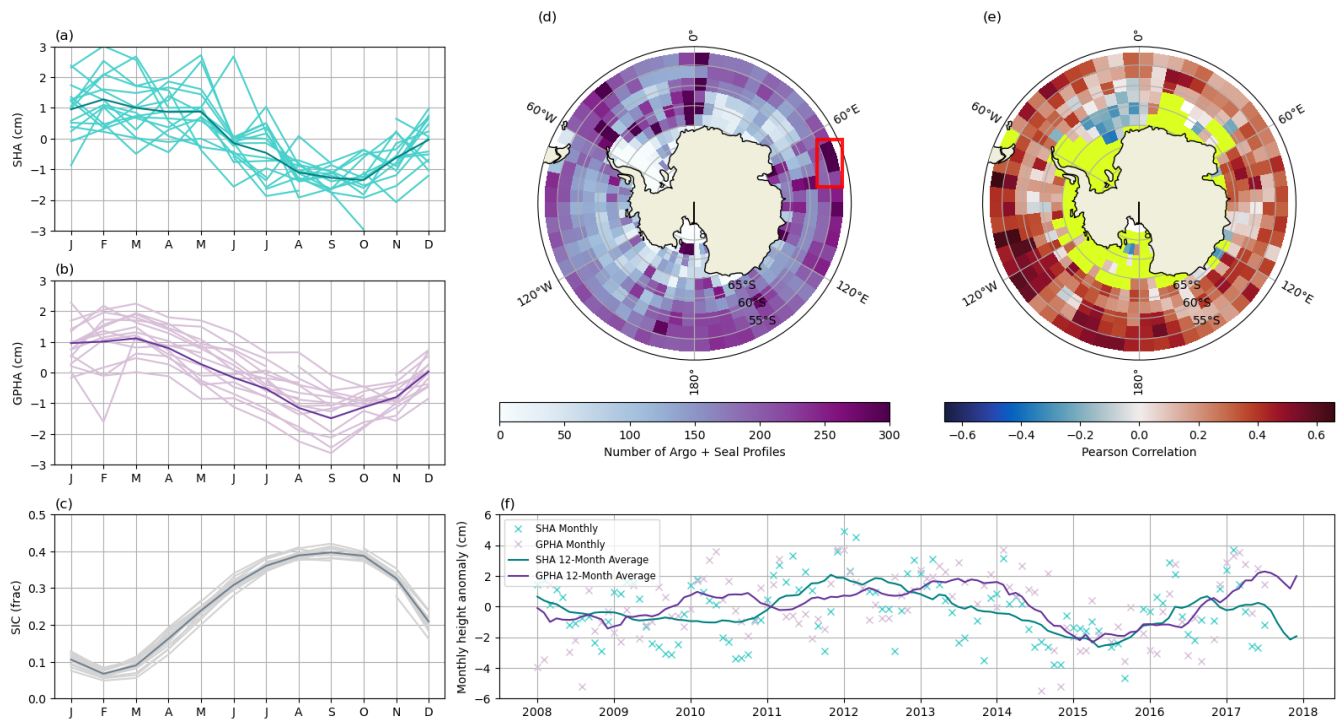 (a)
3
2
1
0
−1
−2
−3
SHA (cm)
J F M A M J J A S O N D
(b)
3
2
1
0
−1
−2
−3
GPHA (cm)
J F M A M J J A S O N D
(c)
0.5
0.4
0.3
0.2
0.1
0.0
SIC (frac)
J F M A M J J A S O N D
(d)
0°
60°W
60°E
120°W
120°E
65°S
60°S
55°S
180°
0 50 100 150 200 250 300
Number of Argo + Seal Profiles
(e)
0°
60°W
60°E
120°W
120°E
65°S
60°S
55°S
180°
−0.6 −0.4 −0.2 0.0 0.2 0.4 0.6
Pearson Correlation
(f)
6
4
2
0
−2
−4
−6
Monthly height anomaly (cm)
SHA Monthly
GPHA Monthly
SHA 12-Month Average
GPHA 12-Month Average
2008 2009 2010 2011 2012 2013 2014 2015 2016 2017 2018